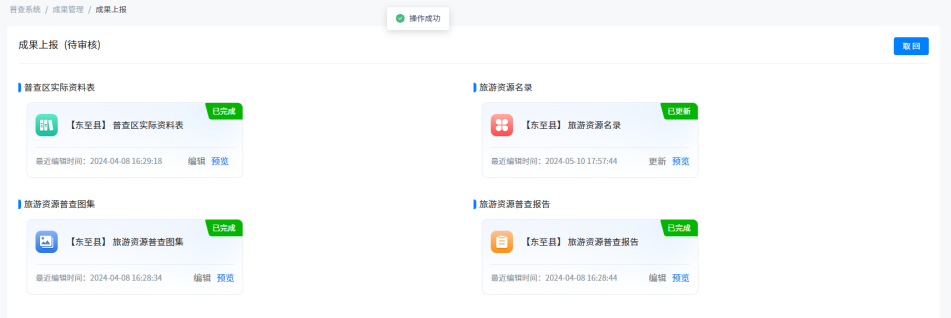 普查系统 / 成果管理 / 成果上报
操作成功
成果上报 (待审核)
取回
普查区实际资料表
已完成
【东至县】 普查区实际资料表
最近编辑时间：2024-04-08 16:29:18
编辑 预览
旅游资源名录
已更新
【东至县】 旅游资源名录
最近编辑时间：2024-05-10 17:57:44
更新 预览
旅游资源普查图集
已完成
【东至县】 旅游资源普查图集
最近编辑时间：2024-04-08 16:28:34
编辑 预览
旅游资源普查报告
已完成
【东至县】 旅游资源普查报告
最近编辑时间：2024-04-08 16:28:44
编辑 预览